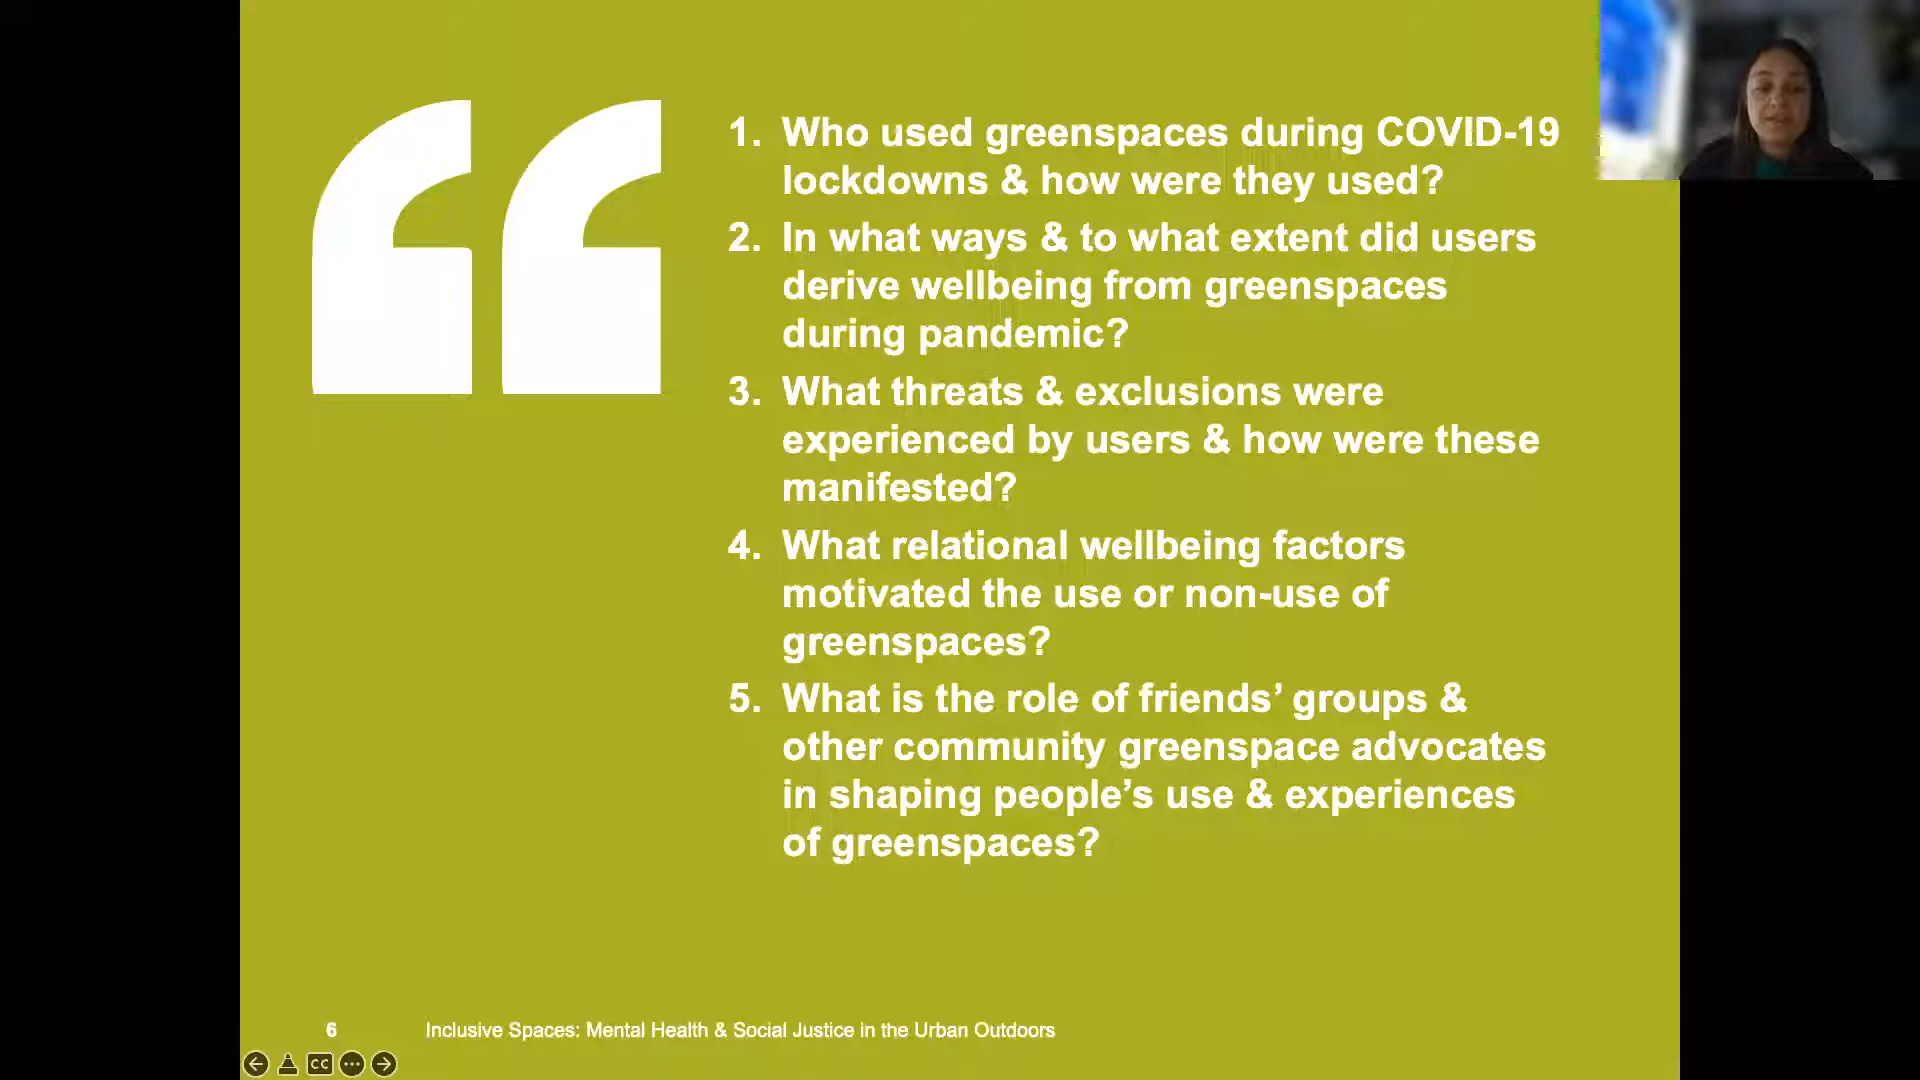 1. Who used greenspaces during COVID-19
lockdowns & how were they used?
2. In what ways & to what extent did users
derive wellbeing from greenspaces
during pandemic?
3. What threats & exclusions were
experienced by users & how were these
manifested?
4. What relational wellbeing factors
motivated the use or non-use of
greenspaces?
5. What is the role of friends’ groups &
other community greenspace advocates
in shaping people’s use & experiences
of greenspaces?
6 Inclusive Spaces: Mental Health & Social Justice in the Urban Outdoors
CC